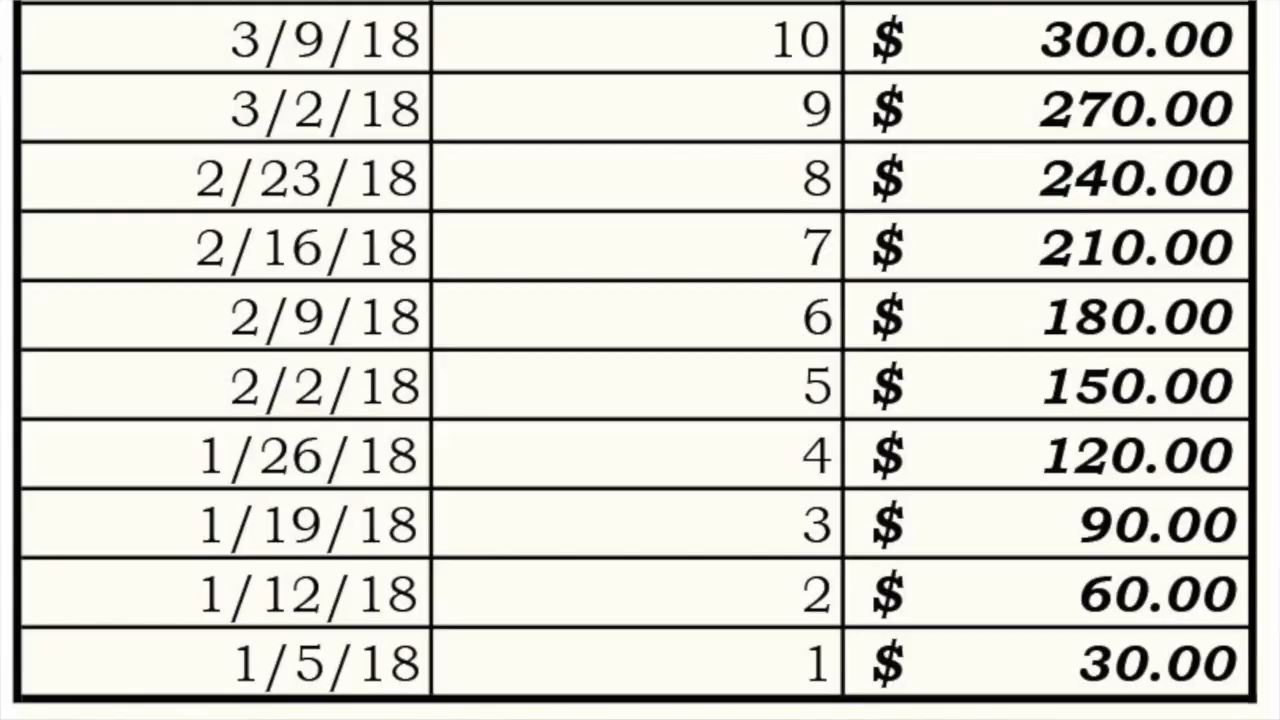 3/9/18 10 $ 300.00
3/2/18 9 $ 270.00
2/23/18 8 $ 240.00
2/16/18 7 $ 210.00
2/9/18 6 $ 180.00
2/2/18 5 $ 150.00
1/26/18 4 $ 120.00
1/19/18 3 $ 90.00
1/12/18 2 $ 60.00
1/5/18 1 $ 30.00